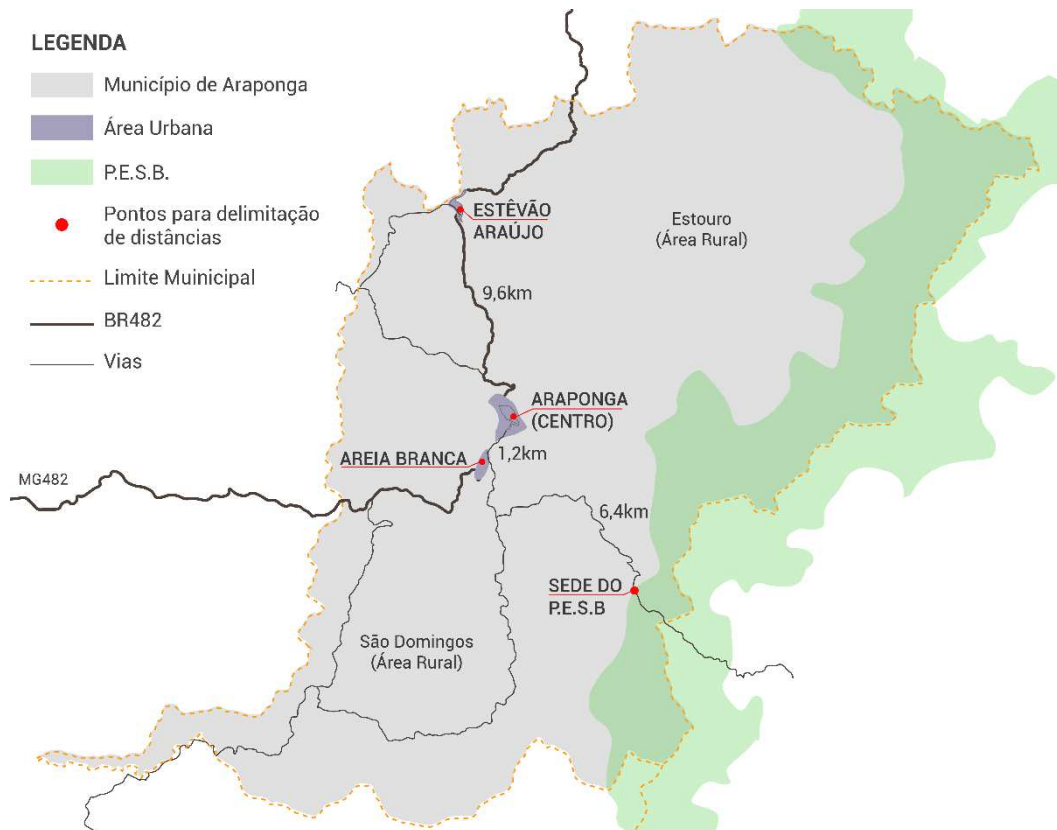 LEGENDA
Município de Araponga
Área Urbana
P.E.S.B.
Pontos para delimitação
de distâncias
Limite Muinicipal
BR482
Vias
ESTÊVÃO
ARAÚJO
Estouro
(Área Rural)
9,6km
ARAPONGA
(CENTRO)
AREIA BRANCA
1,2km
MG482
6,4km
SEDE DO
P.E.S.B
São Domingos
(Área Rural)